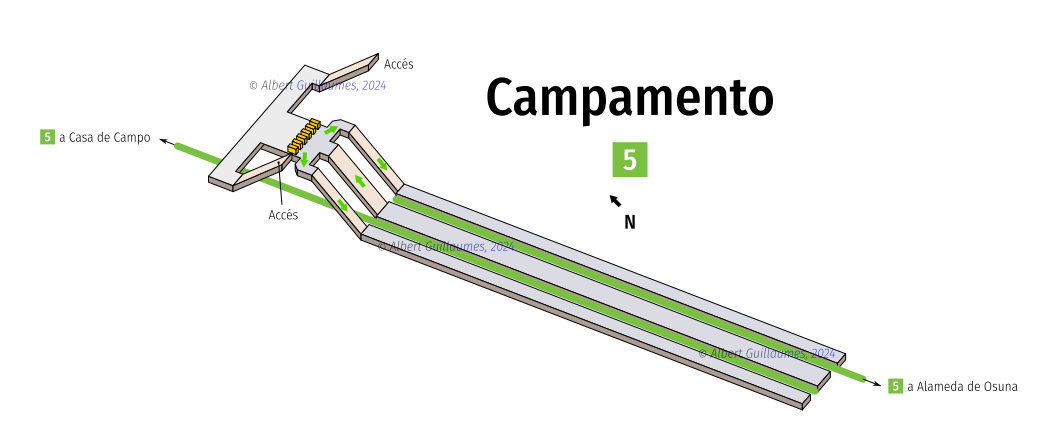 Accés
© Albert Guillaumes, 2024
Campamento
5 a Casa de Campo
5
Accés
N
© Albert Guillaumes, 2024
© Albert Guillaumes, 2024
5 a Alameda de Osuna